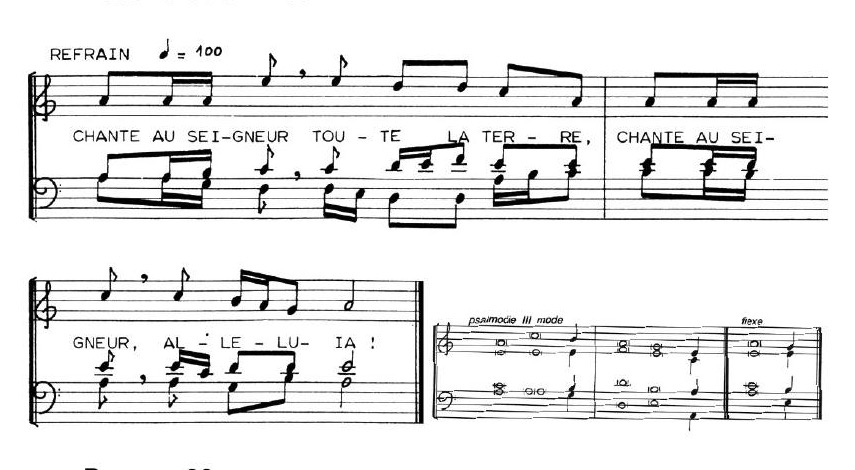 REFRAIN ♩ = 100
CHANTE AU SEI-GNEUR TOU - TE LA TER - RE, CHANTE AU SEI-
GNEUR, AL - LE - LU- IA !
psalmodie III mode
flexe